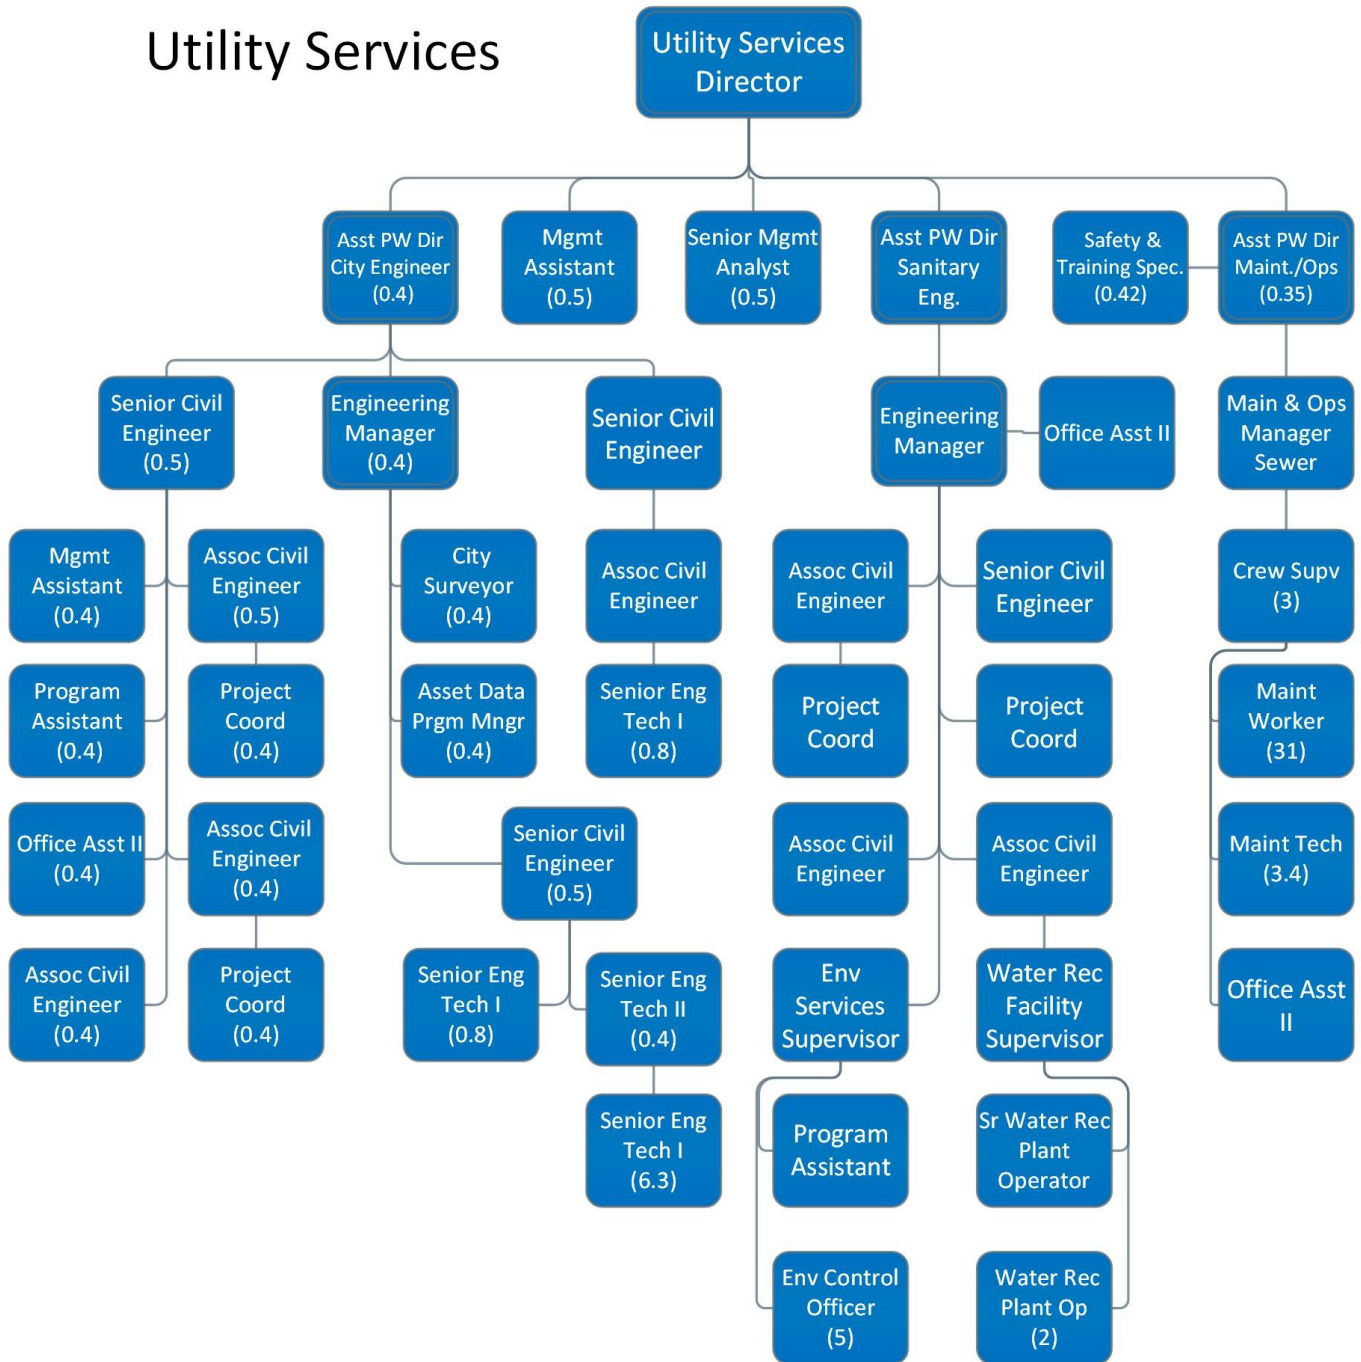 Utility Services
Utility Services
Director
Asst PW Dir
City Engineer
(0.4)
Mgmt
Assistant
(0.5)
Senior Mgmt
Analyst
(0.5)
Asst PW Dir
Sanitary
Eng.
Safety &
Training Spec.
(0.42)
Asst PW Dir
Maint./Ops
(0.35)
Senior Civil
Engineer
(0.5)
Engineering
Manager
(0.4)
Senior Civil
Engineer
Engineering
Manager
Office Asst II
Main & Ops
Manager
Sewer
Mgmt
Assistant
(0.4)
Assoc Civil
Engineer
(0.5)
City
Surveyor
(0.4)
Assoc Civil
Engineer
Assoc Civil
Engineer
Senior Civil
Engineer
Crew Supv
(3)
Program
Assistant
(0.4)
Project
Coord
(0.4)
Asset Data
Prgm Mngr
(0.4)
Senior Eng
Tech I
(0.8)
Project
Coord
Project
Coord
Maint
Worker
(31)
Office Asst II
(0.4)
Assoc Civil
Engineer
(0.4)
Senior Civil
Engineer
(0.5)
Assoc Civil
Engineer
Assoc Civil
Engineer
Maint Tech
(3.4)
Assoc Civil
Engineer
(0.4)
Project
Coord
(0.4)
Senior Eng
Tech I
(0.8)
Senior Eng
Tech II
(0.4)
Env
Services
Supervisor
Water Rec
Facility
Supervisor
Office Asst
II
Senior Eng
Tech I
(6.3)
Program
Assistant
Sr Water Rec
Plant
Operator
Env Control
Officer
(5)
Water Rec
Plant Op
(2)